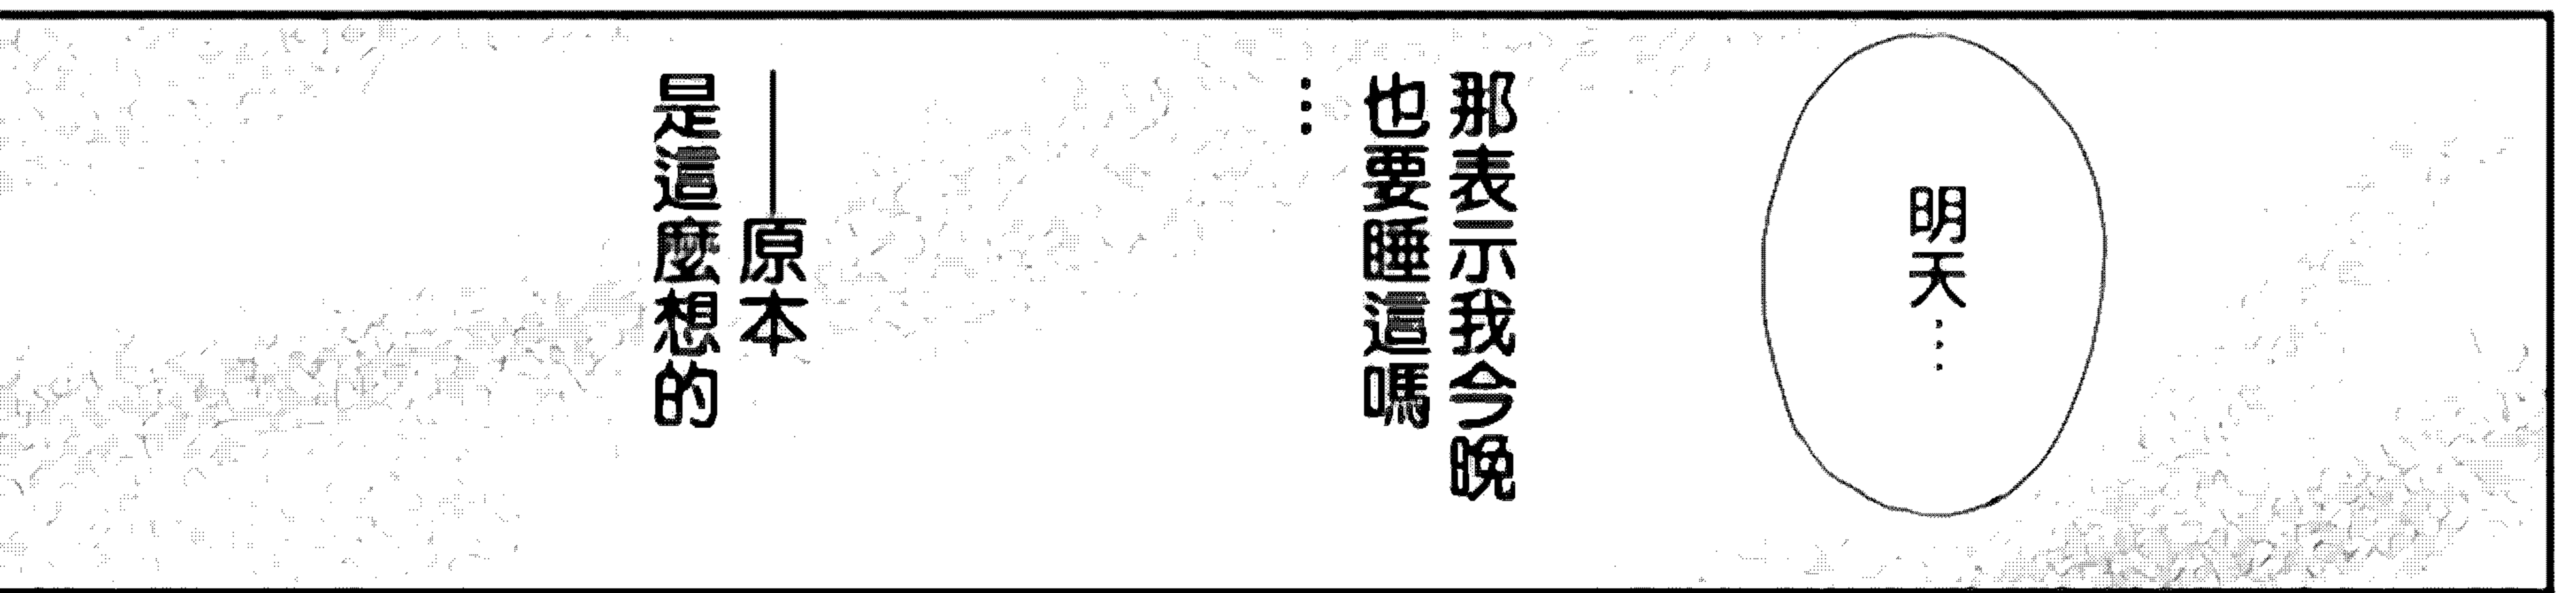 明天…
那表示我今晚
也要睡這嗎
…
——原本
是這麼想的